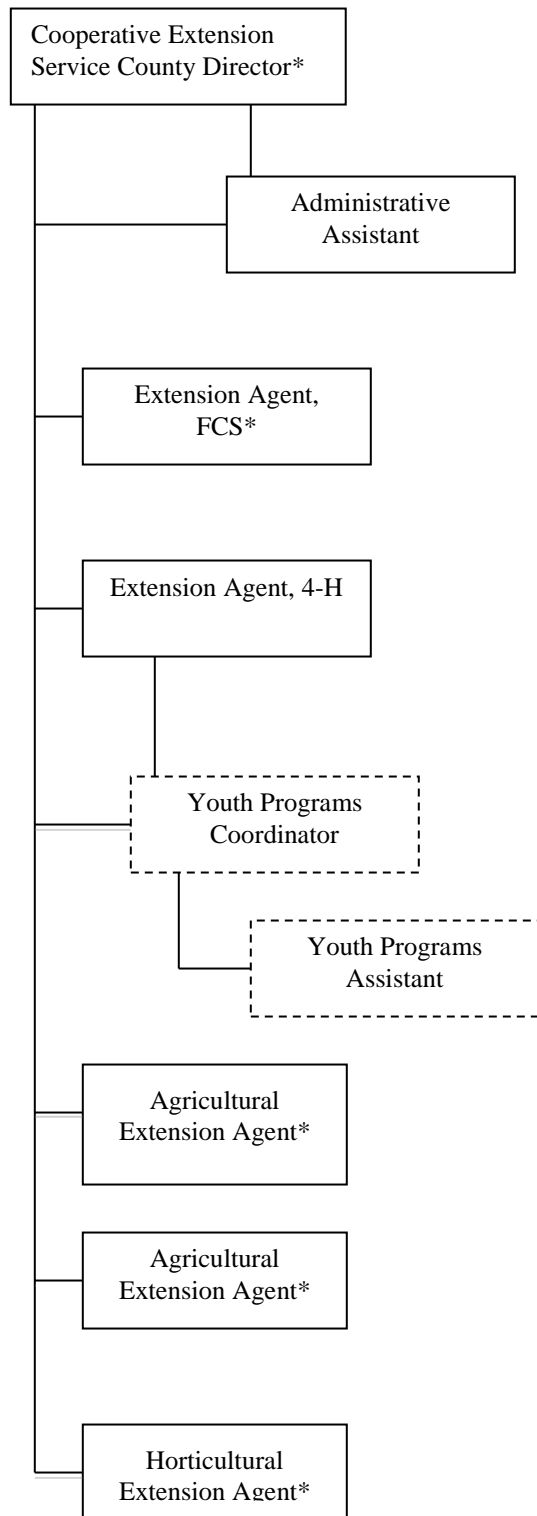 Cooperative Extension
Service County Director*
Administrative
Assistant
Extension Agent,
FCS*
Extension Agent, 4-H
Youth Programs
Coordinator
Youth Programs
Assistant
Agricultural
Extension Agent*
Agricultural
Extension Agent*
Horticultural
Extension Agent*